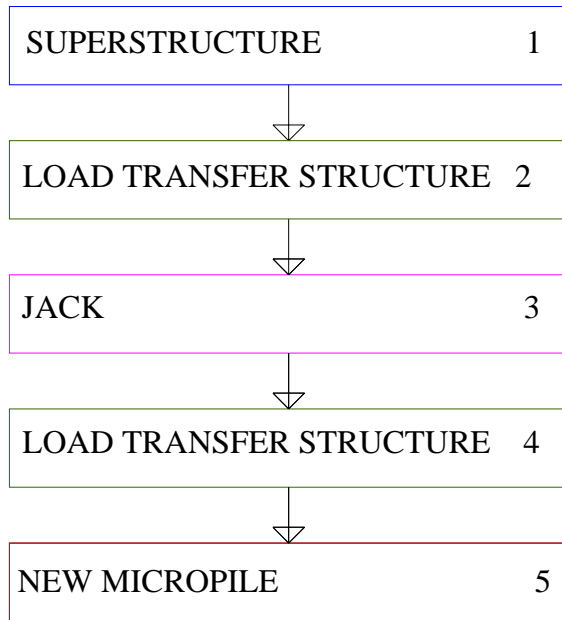 SUPERSTRUCTURE 1
LOAD TRANSFER STRUCTURE 2
JACK 3
LOAD TRANSFER STRUCTURE 4
NEW MICROPILE 5